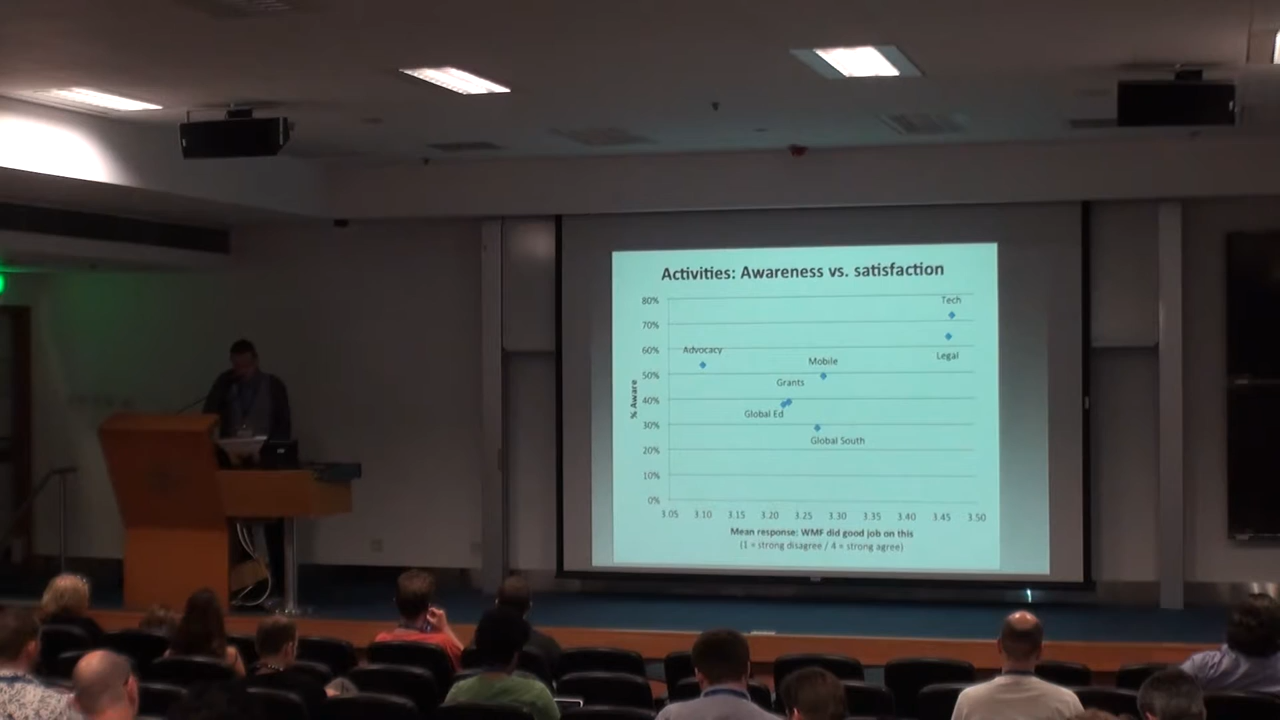 Activities: Awareness vs. satisfaction
80%
70%
60%
50%
40%
30%
20%
10%
0%
% Aware
Tech
Legal
Advocacy
Mobile
Grants
Global Ed
Global South
3.05 3.10 3.15 3.20 3.25 3.30 3.35 3.40 3.45 3.50
Mean response: WMF did good job on this
(1 = strong disagree / 4 = strong agree)